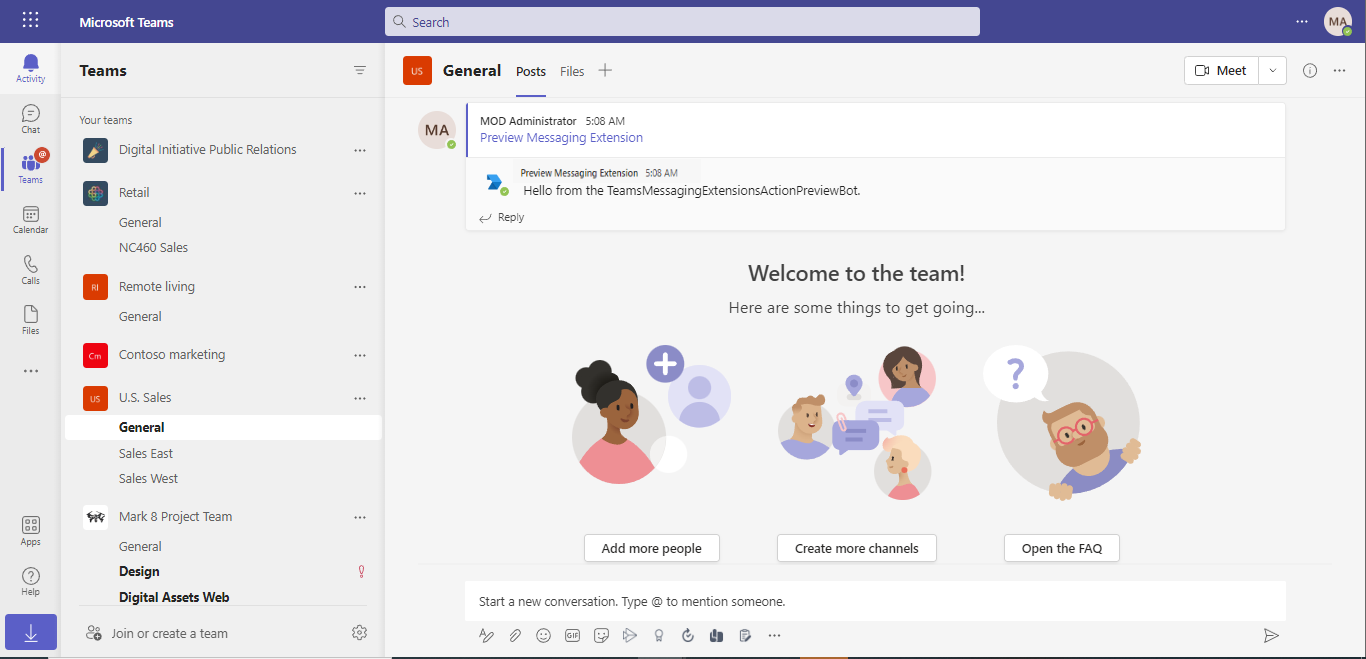 Microsoft Teams
Search
MA
Activity
Chat
@
Teams
Calendar
Calls
Files
Apps
Help
Teams
Your teams
Digital Initiative Public Relations
Retail
General
NC460 Sales
RI Remote living
General
Cm Contoso marketing
US U.S. Sales
General
Sales East
Sales West
Mark 8 Project Team
General
Design
Digital Assets Web
Join or create a team
US General Posts Files
Meet
MA
MOD Administrator 5:08 AM
Preview Messaging Extension
Preview Messaging Extension 5:08 AM
Hello from the TeamsMessagingExtensionsActionPreviewBot.
Reply
Welcome to the team!
Here are some things to get going...
?
Add more people Create more channels Open the FAQ
Start a new conversation. Type @ to mention someone.
GIF